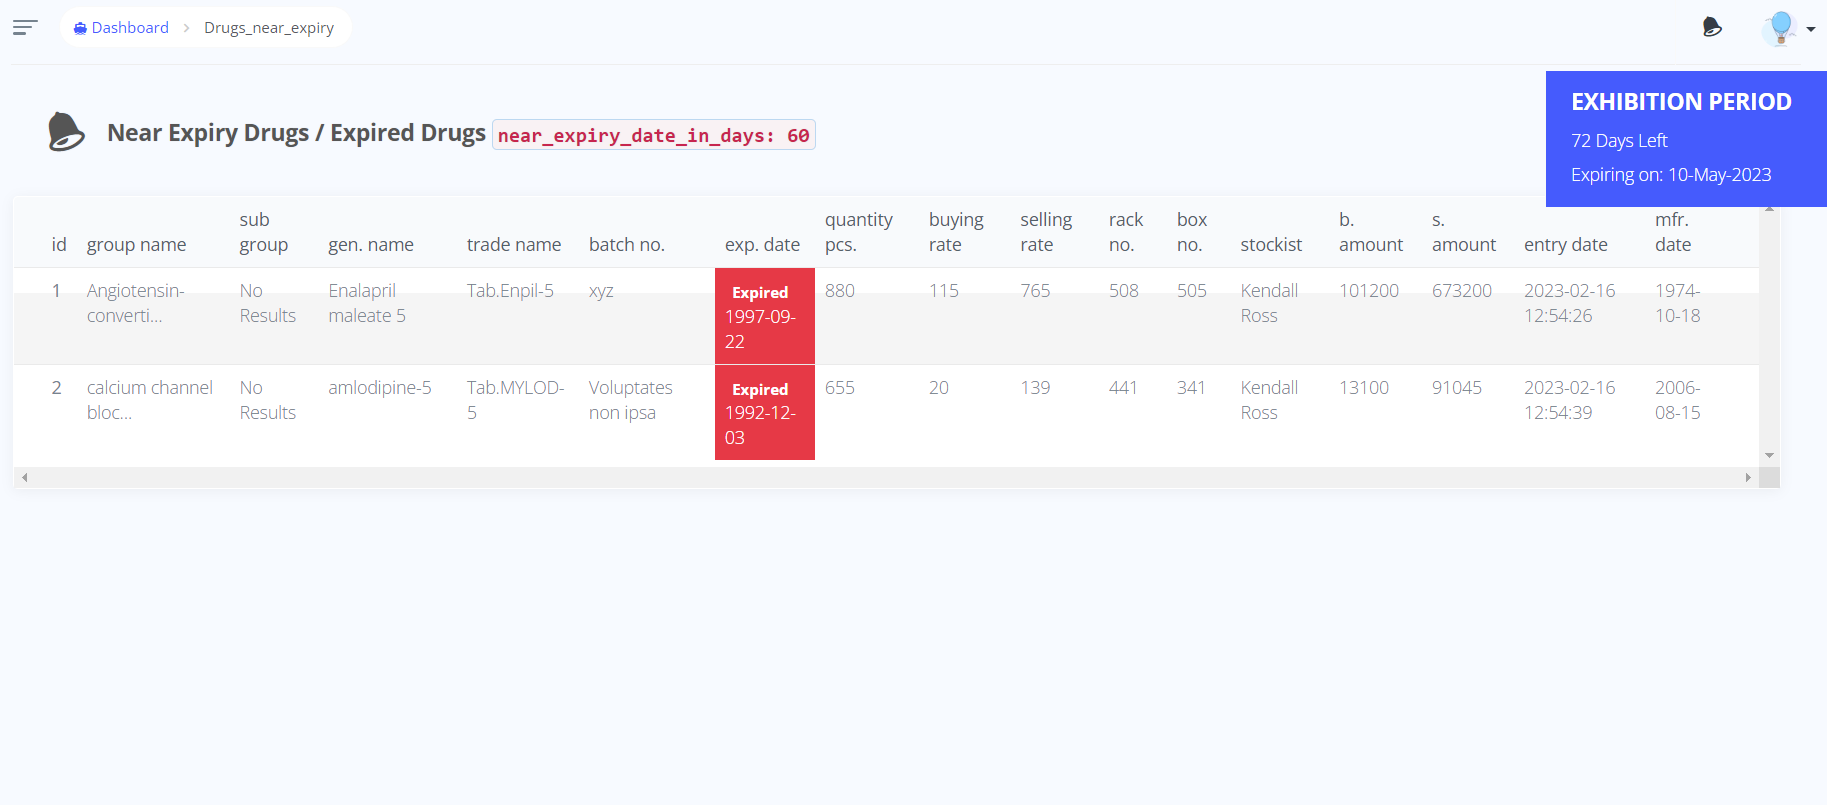 Dashboard > Drugs_near_expiry
EXHIBITION PERIOD
72 Days Left
Expiring on: 10-May-2023
Near Expiry Drugs / Expired Drugs near_expiry_date_in_days: 60
id group name sub group gen. name trade name batch no. exp. date quantity pcs. buying rate selling rate rack no. box no. stockist b. amount s. amount entry date mfr. date
1 Angiotensin-converti... No Results Enalapril maleate 5 Tab.Enpil-5 xyz Expired 1997-09-22 880 115 765 508 505 Kendall Ross 101200 673200 2023-02-16 12:54:26 1974-10-18
2 calcium channel bloc... No Results amlodipine-5 Tab.MYLOD-5 Voluptates non ipsa Expired 1992-12-03 655 20 139 441 341 Kendall Ross 13100 91045 2023-02-16 12:54:39 2006-08-15